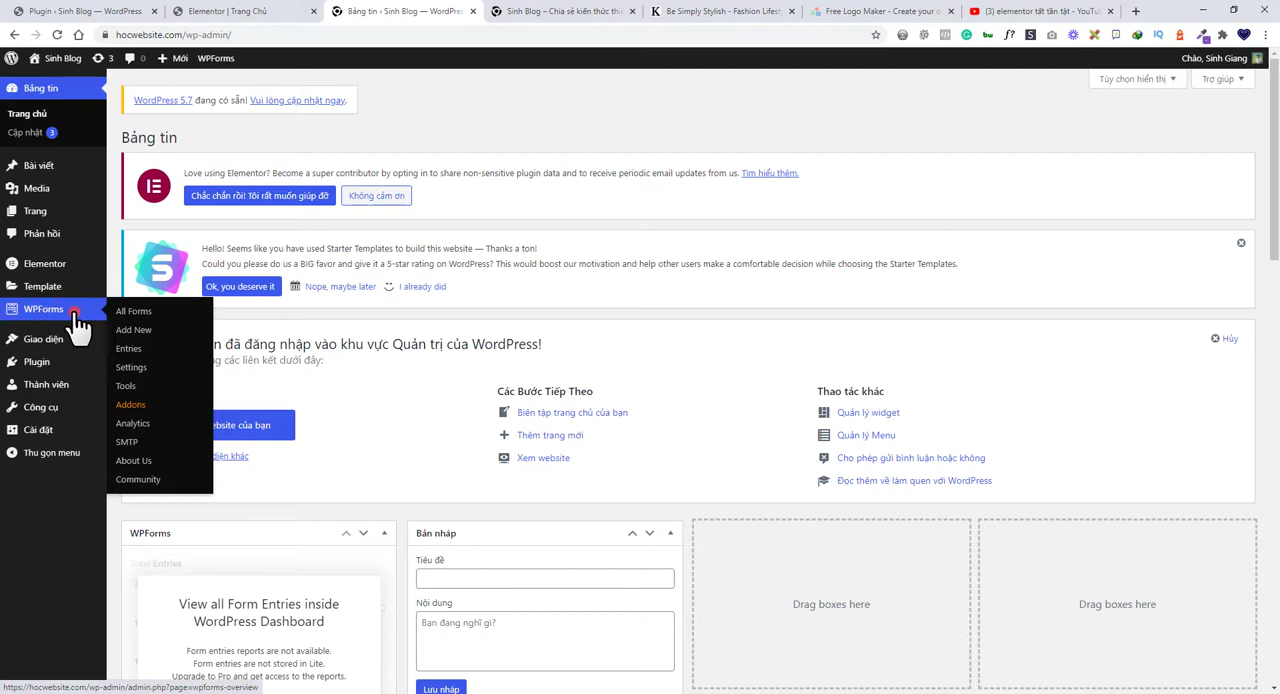 Plugin ‹ Sinh Blog — WordPress
Elementor | Trang Chủ
Bảng tin ‹ Sinh Blog — WordPres
Sinh Blog – Chia sẻ kiến thức thi
Be Simply Stylish - Fashion Lifest
Free Logo Maker - Create your o
(3) elementor tất tần tật - YouTu
hocwebsite.com/wp-admin/
Sinh Blog
3
0
Mới
WPForms
Chào, Sinh Giang
Bảng tin
Trang chủ
Cập nhật 3
Bài viết
Media
Trang
Phản hồi
Elementor
Template
WPForms
Giao diện
Plugin
Thành viên
Công cụ
Cài đặt
Thu gọn menu
All Forms
Add New
Entries
Settings
Tools
Addons
Analytics
SMTP
About Us
Community
Tùy chọn hiển thị
Trợ giúp
WordPress 5.7 đang có sẵn! Vui lòng cập nhật ngay.
Bảng tin
Love using Elementor? Become a super contributor by opting in to share non-sensitive plugin data and to receive periodic email updates from us. Tìm hiểu thêm.
Chắc chắn rồi! Tôi rất muốn giúp đỡ
Không cảm ơn
Hello! Seems like you have used Starter Templates to build this website — Thanks a ton!
Could you please do us a BIG favor and give it a 5-star rating on WordPress? This would boost our motivation and help other users make a comfortable decision while choosing the Starter Templates.
Ok, you deserve it
Nope, maybe later
I already did
n đã đăng nhập vào khu vực Quản trị của WordPress!
Hủy
ng các liên kết dưới đây:
ebsite của bạn
diện khác
Các Bước Tiếp Theo
Biên tập trang chủ của bạn
Thêm trang mới
Xem website
Thao tác khác
Quản lý widget
Quản lý Menu
Cho phép gửi bình luận hoặc không
Đọc thêm về làm quen với WordPress
WPForms
Total Entries
View all Form Entries inside
WordPress Dashboard
Form entries reports are not available.
Form entries are not stored in Lite.
Upgrade to Pro and get access to the reports.
Bản nháp
Tiêu đề
Nội dung
Bạn đang nghĩ gì?
Lưu nháp
Drag boxes here
Drag boxes here
https://hocwebsite.com/wp-admin/admin.php?page=wpforms-overview